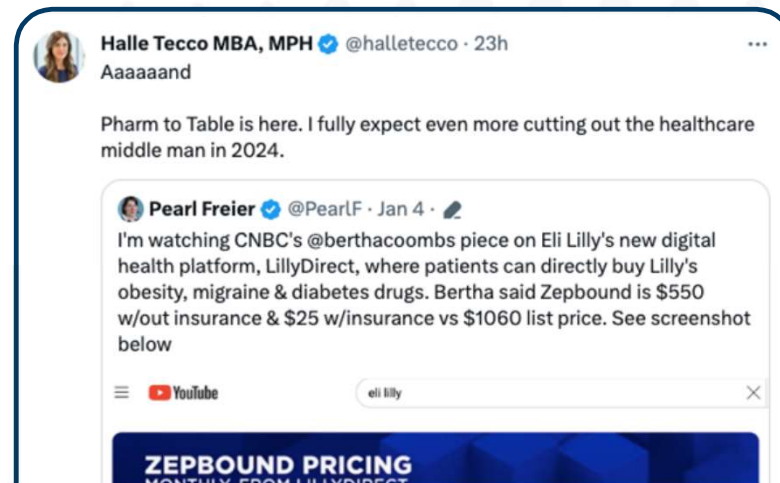 Halle Tecco MBA, MPH @halletecco · 23h
Aaaaaand
Pharm to Table is here. I fully expect even more cutting out the healthcare
middle man in 2024.
Pearl Freier @PearlF · Jan 4 ·
I'm watching CNBC's @berthacoombs piece on Eli Lilly's new digital
health platform, LillyDirect, where patients can directly buy Lilly's
obesity, migraine & diabetes drugs. Bertha said Zepbound is $550
w/out insurance & $25 w/insurance vs $1060 list price. See screenshot
below
YouTube
eli lilly
ZEPBOUND PRICING
MONTHLY, FROM LILLYDIRECT